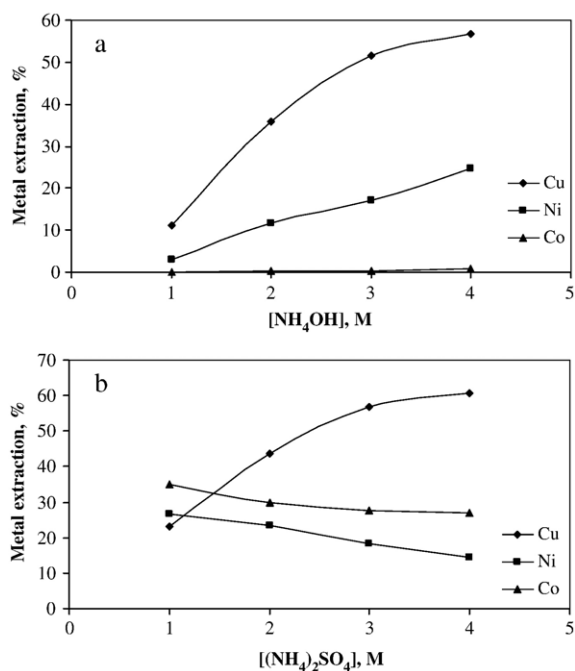 a
60
50
40
30
20
10
0
Metal extraction, %
Cu
Ni
Co
0 1 2 3 4 5
[NH₄OH], M
b
70
60
50
40
30
20
10
0
Metal extraction, %
Cu
Ni
Co
0 1 2 3 4 5
[(NH₄)₂SO₄], M